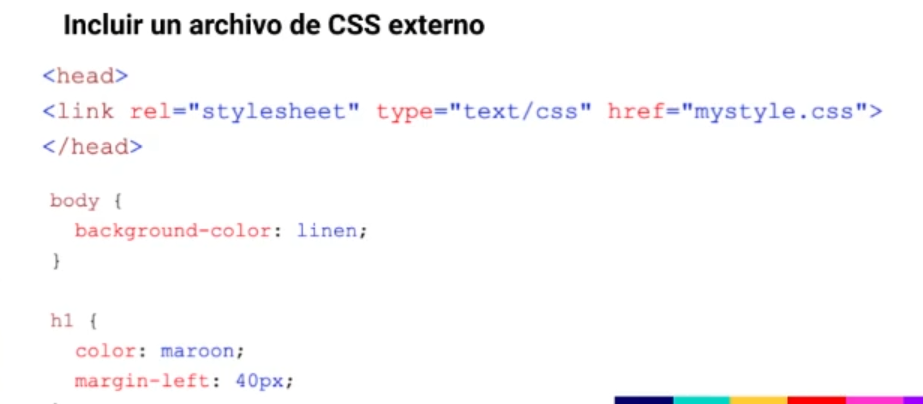 Incluir un archivo de CSS externo
<head>
<link rel="stylesheet" type="text/css" href="mystyle.css">
</head>
body {
  background-color: linen;
}
h1 {
  color: maroon;
  margin-left: 40px;